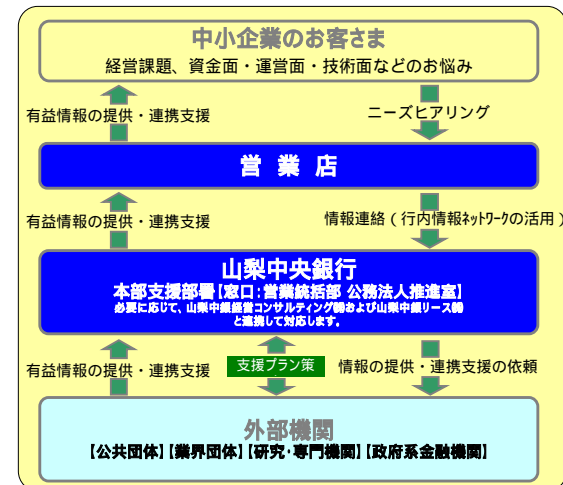 中小企業のお客さま
経営課題、資金面・運営面・技術面などのお悩み
有益情報の提供・連携支援
ニーズヒアリング
営業店
有益情報の提供・連携支援
情報連絡(行内情報ネットワークの活用)
山梨中央銀行
本部支援部署【窓口:営業統括部 公務法人推進室】
必要に応じて、山梨中銀経営コンサルティング㈱および山梨中銀リース㈱
と連携して対応します。
有益情報の提供・連携支援
支援プラン策
情報の提供・連携支援の依頼
外部機関
【公共団体】【業界団体】【研究・専門機関】【政府系金融機関】